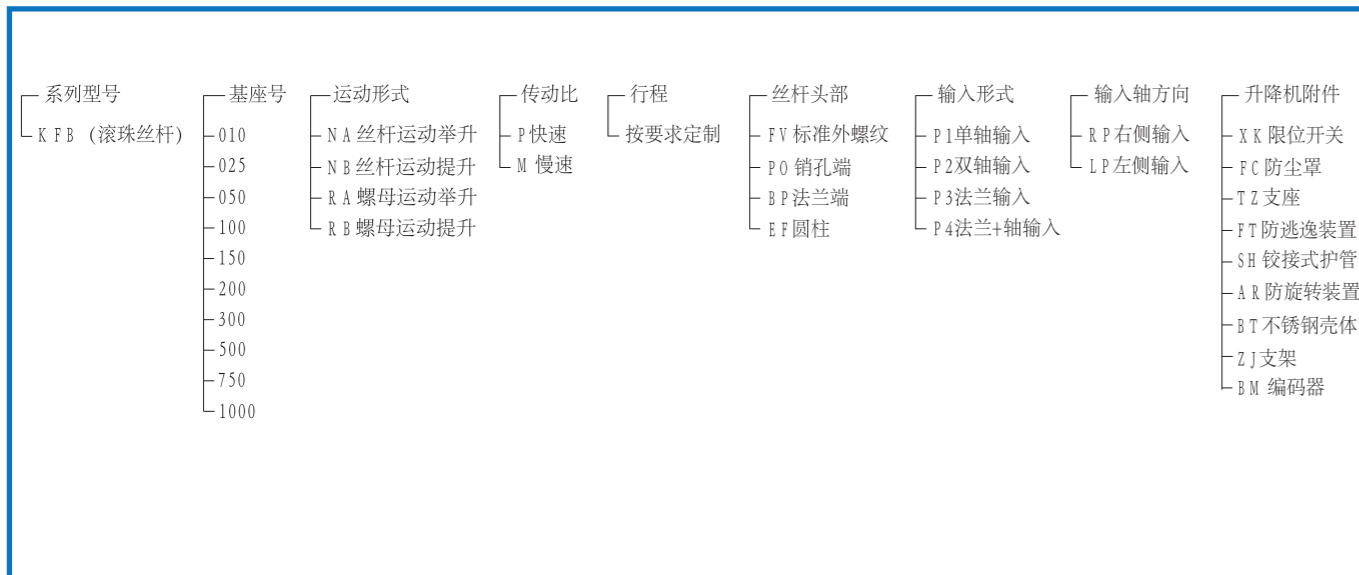 系列型号
KFB (滚珠丝杆)
基座号
010
025
050
100
150
200
300
500
750
1000
运动形式
NA丝杆运动举升
NB丝杆运动提升
RA螺母运动举升
RB螺母运动提升
传动比
P快速
M 慢速
行程
按要求定制
丝杆头部
FV标准外螺纹
PO销孔端
BP法兰端
EF圆柱
输入形式
P1单轴输入
P2双轴输入
P3法兰输入
P4法兰+轴输入
输入轴方向
RP右侧输入
LP左侧输入
升降机附件
XK限位开关
FC防尘罩
TZ支座
FT防逃逸装置
SH铰接式护管
AR防旋转装置
BT不锈钢壳体
ZJ支架
BM 编码器